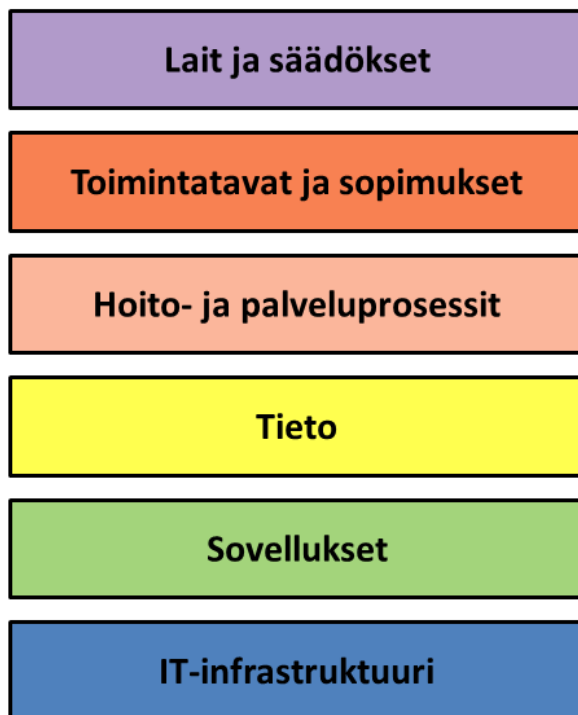 Lait ja säädökset
Toimintatavat ja sopimukset
Hoito- ja palveluprosessit
Tieto
Sovellukset
IT-infrastruktuuri